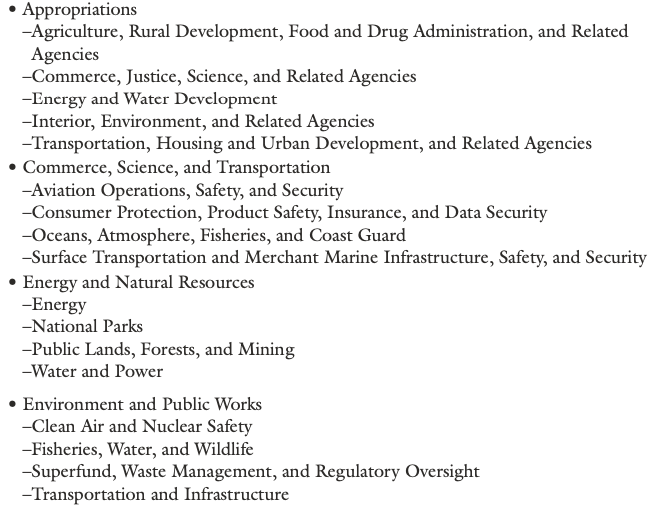 • Appropriations
–Agriculture, Rural Development, Food and Drug Administration, and Related
Agencies
–Commerce, Justice, Science, and Related Agencies
–Energy and Water Development
–Interior, Environment, and Related Agencies
–Transportation, Housing and Urban Development, and Related Agencies
• Commerce, Science, and Transportation
–Aviation Operations, Safety, and Security
–Consumer Protection, Product Safety, Insurance, and Data Security
–Oceans, Atmosphere, Fisheries, and Coast Guard
–Surface Transportation and Merchant Marine Infrastructure, Safety, and Security
• Energy and Natural Resources
–Energy
–National Parks
–Public Lands, Forests, and Mining
–Water and Power
• Environment and Public Works
–Clean Air and Nuclear Safety
–Fisheries, Water, and Wildlife
–Superfund, Waste Management, and Regulatory Oversight
–Transportation and Infrastructure